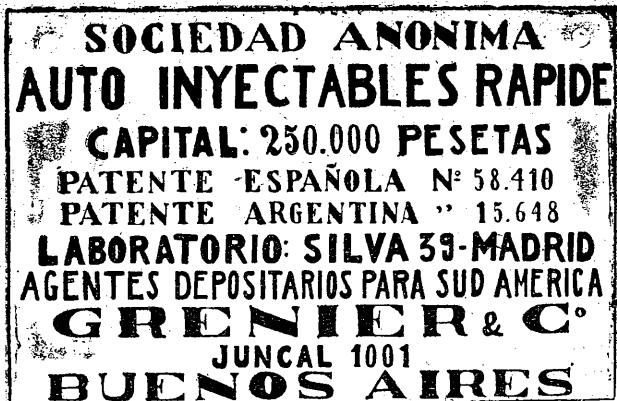 SOCIEDAD ANONIMA
AUTO INYECTABLES RAPIDE
CAPITAL: 250.000 PESETAS
PATENTE ESPAÑOLA Nº 58.410
PATENTE ARGENTINA " 15.648
LABORATORIO: SILVA 39-MADRID
AGENTES DEPOSITARIOS PARA SUD AMERICA
GRENIER & Cº
JUNCAL 1001
BUENOS AIRES